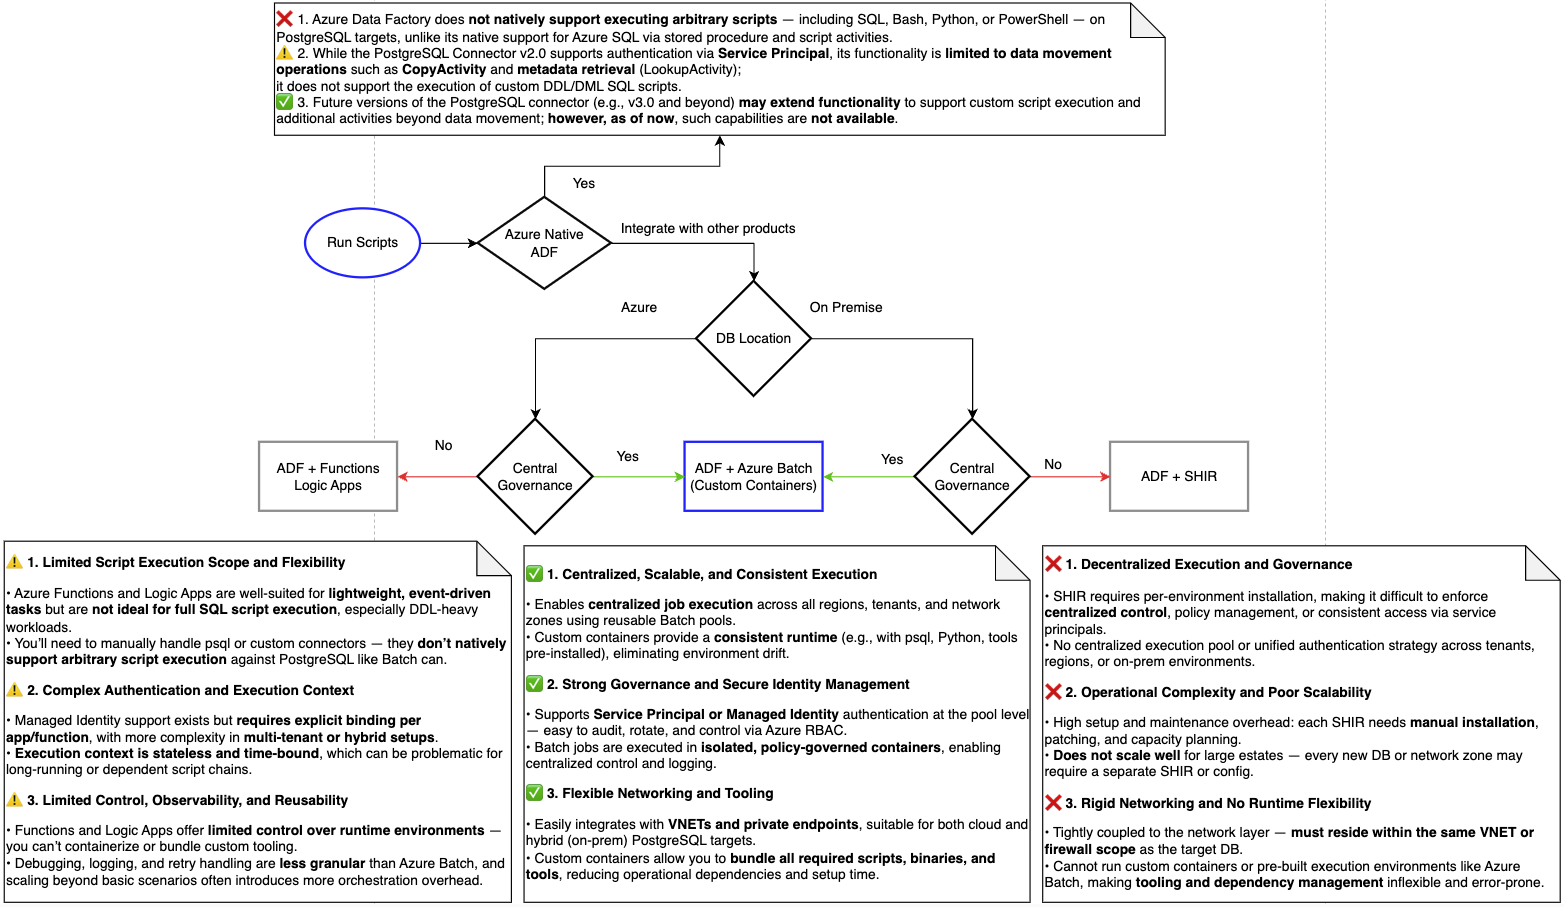 ❌ 1. Azure Data Factory does not natively support executing arbitrary scripts — including SQL, Bash, Python, or PowerShell — on
PostgreSQL targets, unlike its native support for Azure SQL via stored procedure and script activities.
⚠️ 2. While the PostgreSQL Connector v2.0 supports authentication via Service Principal, its functionality is limited to data movement
operations such as CopyActivity and metadata retrieval (LookupActivity);
it does not support the execution of custom DDL/DML SQL scripts.
✅ 3. Future versions of the PostgreSQL connector (e.g., v3.0 and beyond) may extend functionality to support custom script execution and
additional activities beyond data movement; however, as of now, such capabilities are not available.
Yes
Run Scripts
Azure Native
ADF
Integrate with other products
Azure
On Premise
DB Location
No
Yes
Yes
No
ADF + Functions
Logic Apps
Central
Governance
ADF + Azure Batch
(Custom Containers)
Central
Governance
ADF + SHIR
⚠️ 1. Limited Script Execution Scope and Flexibility
• Azure Functions and Logic Apps are well-suited for lightweight, event-driven
tasks but are not ideal for full SQL script execution, especially DDL-heavy
workloads.
• You’ll need to manually handle psql or custom connectors — they don’t natively
support arbitrary script execution against PostgreSQL like Batch can.
⚠️ 2. Complex Authentication and Execution Context
• Managed Identity support exists but requires explicit binding per
app/function, with more complexity in multi-tenant or hybrid setups.
• Execution context is stateless and time-bound, which can be problematic for
long-running or dependent script chains.
⚠️ 3. Limited Control, Observability, and Reusability
• Functions and Logic Apps offer limited control over runtime environments —
you can’t containerize or bundle custom tooling.
• Debugging, logging, and retry handling are less granular than Azure Batch, and
scaling beyond basic scenarios often introduces more orchestration overhead.
✅ 1. Centralized, Scalable, and Consistent Execution
• Enables centralized job execution across all regions, tenants, and network
zones using reusable Batch pools.
• Custom containers provide a consistent runtime (e.g., with psql, Python, tools
pre-installed), eliminating environment drift.
✅ 2. Strong Governance and Secure Identity Management
• Supports Service Principal or Managed Identity authentication at the pool level
— easy to audit, rotate, and control via Azure RBAC.
• Batch jobs are executed in isolated, policy-governed containers, enabling
centralized control and logging.
✅ 3. Flexible Networking and Tooling
• Easily integrates with VNETs and private endpoints, suitable for both cloud and
hybrid (on-prem) PostgreSQL targets.
• Custom containers allow you to bundle all required scripts, binaries, and
tools, reducing operational dependencies and setup time.
❌ 1. Decentralized Execution and Governance
• SHIR requires per-environment installation, making it difficult to enforce
centralized control, policy management, or consistent access via service
principals.
• No centralized execution pool or unified authentication strategy across tenants,
regions, or on-prem environments.
❌ 2. Operational Complexity and Poor Scalability
• High setup and maintenance overhead: each SHIR needs manual installation,
patching, and capacity planning.
• Does not scale well for large estates — every new DB or network zone may
require a separate SHIR or config.
❌ 3. Rigid Networking and No Runtime Flexibility
• Tightly coupled to the network layer — must reside within the same VNET or
firewall scope as the target DB.
• Cannot run custom containers or pre-built execution environments like Azure
Batch, making tooling and dependency management inflexible and error-prone.